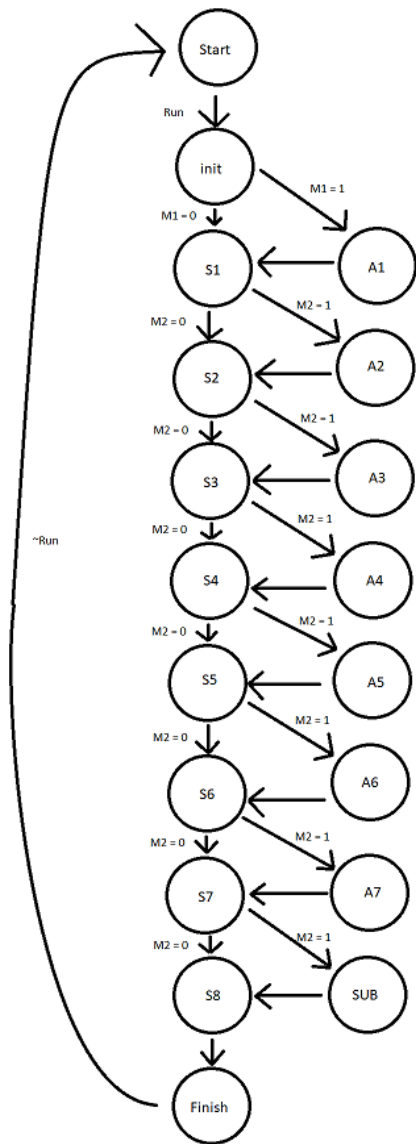 Start
Run
init
M1 = 1
M1 = 0
S1
A1
M2 = 1
M2 = 0
S2
A2
M2 = 1
M2 = 0
S3
A3
M2 = 1
M2 = 0
~Run
S4
A4
M2 = 1
M2 = 0
S5
A5
M2 = 1
M2 = 0
S6
A6
M2 = 1
M2 = 0
S7
A7
M2 = 1
M2 = 0
S8
SUB
Finish